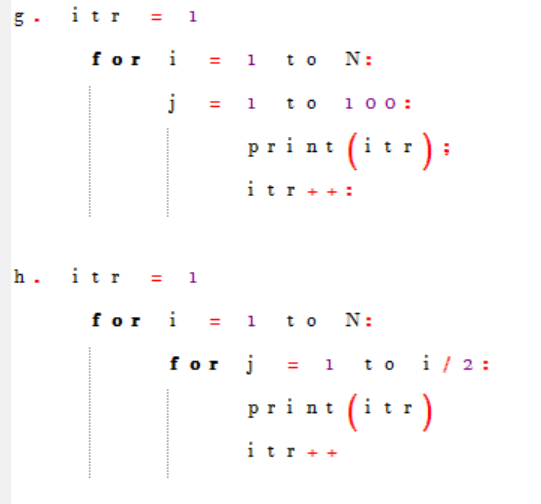 g. itr = 1
for i = 1 to N:
j = 1 to 100:
print(itr);
itr++:
h. itr = 1
for i = 1 to N:
for j = 1 to i/2:
print(itr)
itr++